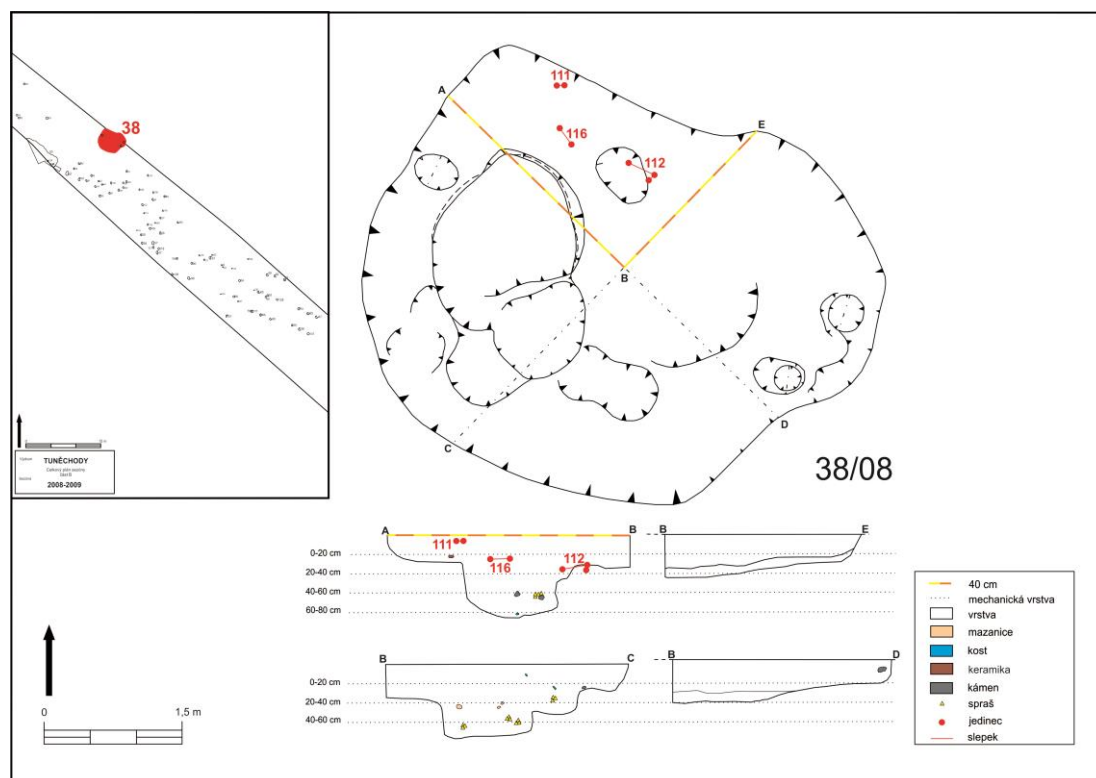 38
TUNĚCHODY
2008-2009
111
A
E
116
112
B
D
C
38/08
A
B
B
E
111
0-20 cm
116
112
20-40 cm
40-60 cm
60-80 cm
B
C
B
D
0-20 cm
20-40 cm
40-60 cm
0
1,5 m
40 cm
mechanická vrstva
vrstva
mazanice
kost
keramika
kámen
spraš
jedinec
slepek